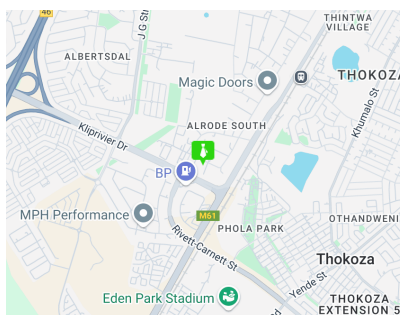 46
THINTWA
VILLAGE
J G Str
ALBERTSDAL
THOKOZA
Magic Doors
Khumalo St
ALRODE SOUTH
Klipriver Dr
BP
MPH Performance
M61
OTHANDWENI
PHOLA PARK
Rivett-Carnett St
Thokoza
Yende St
Eden Park Stadium
THOKOZA
EXTENSION 5